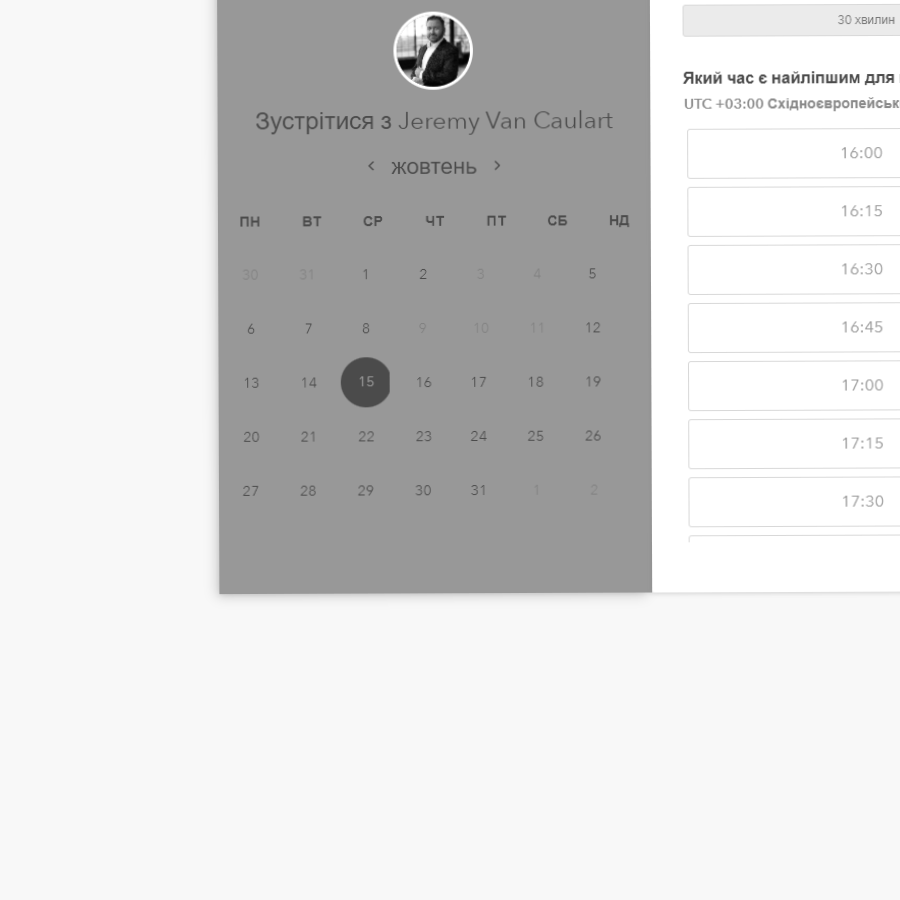 Зустрітися з Jeremy Van Caulart
жовтень
ПН ВТ СР ЧТ ПТ СБ НД
30 31 1 2 3 4 5
6 7 8 9 10 11 12
13 14 15 16 17 18 19
20 21 22 23 24 25 26
27 28 29 30 31 1 2
30 хвилин
Який час є найліпшим для
UTC +03:00
16:00
16:15
16:30
16:45
17:00
17:15
17:30